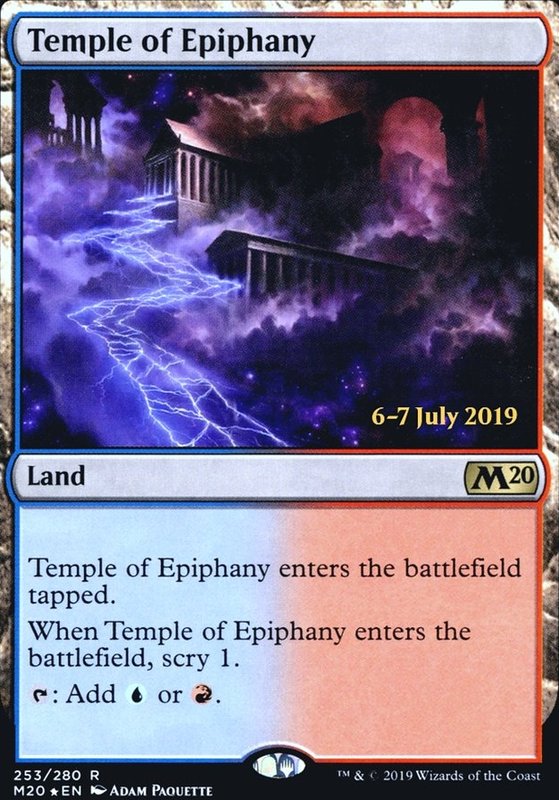 Temple of Epiphany
6–7 July 2019
Land
M20
Temple of Epiphany enters the battlefield
tapped.
When Temple of Epiphany enters the
battlefield, scry 1.
: Add or .
253/280 R
M20 ★ EN Adam Paquette
™ & © 2019 Wizards of the Coast